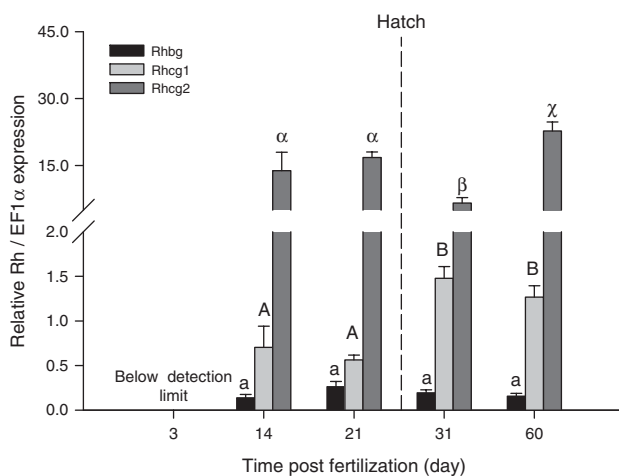 Hatch
45.0
30.0
15.0
2.0
1.5
1.0
0.5
0.0
Relative Rh / EF1α expression
Rhbg
Rhcg1
Rhcg2
α
α
β
χ
A
A
B
B
a
a
a
a
Below detection
limit
3
14
21
31
60
Time post fertilization (day)